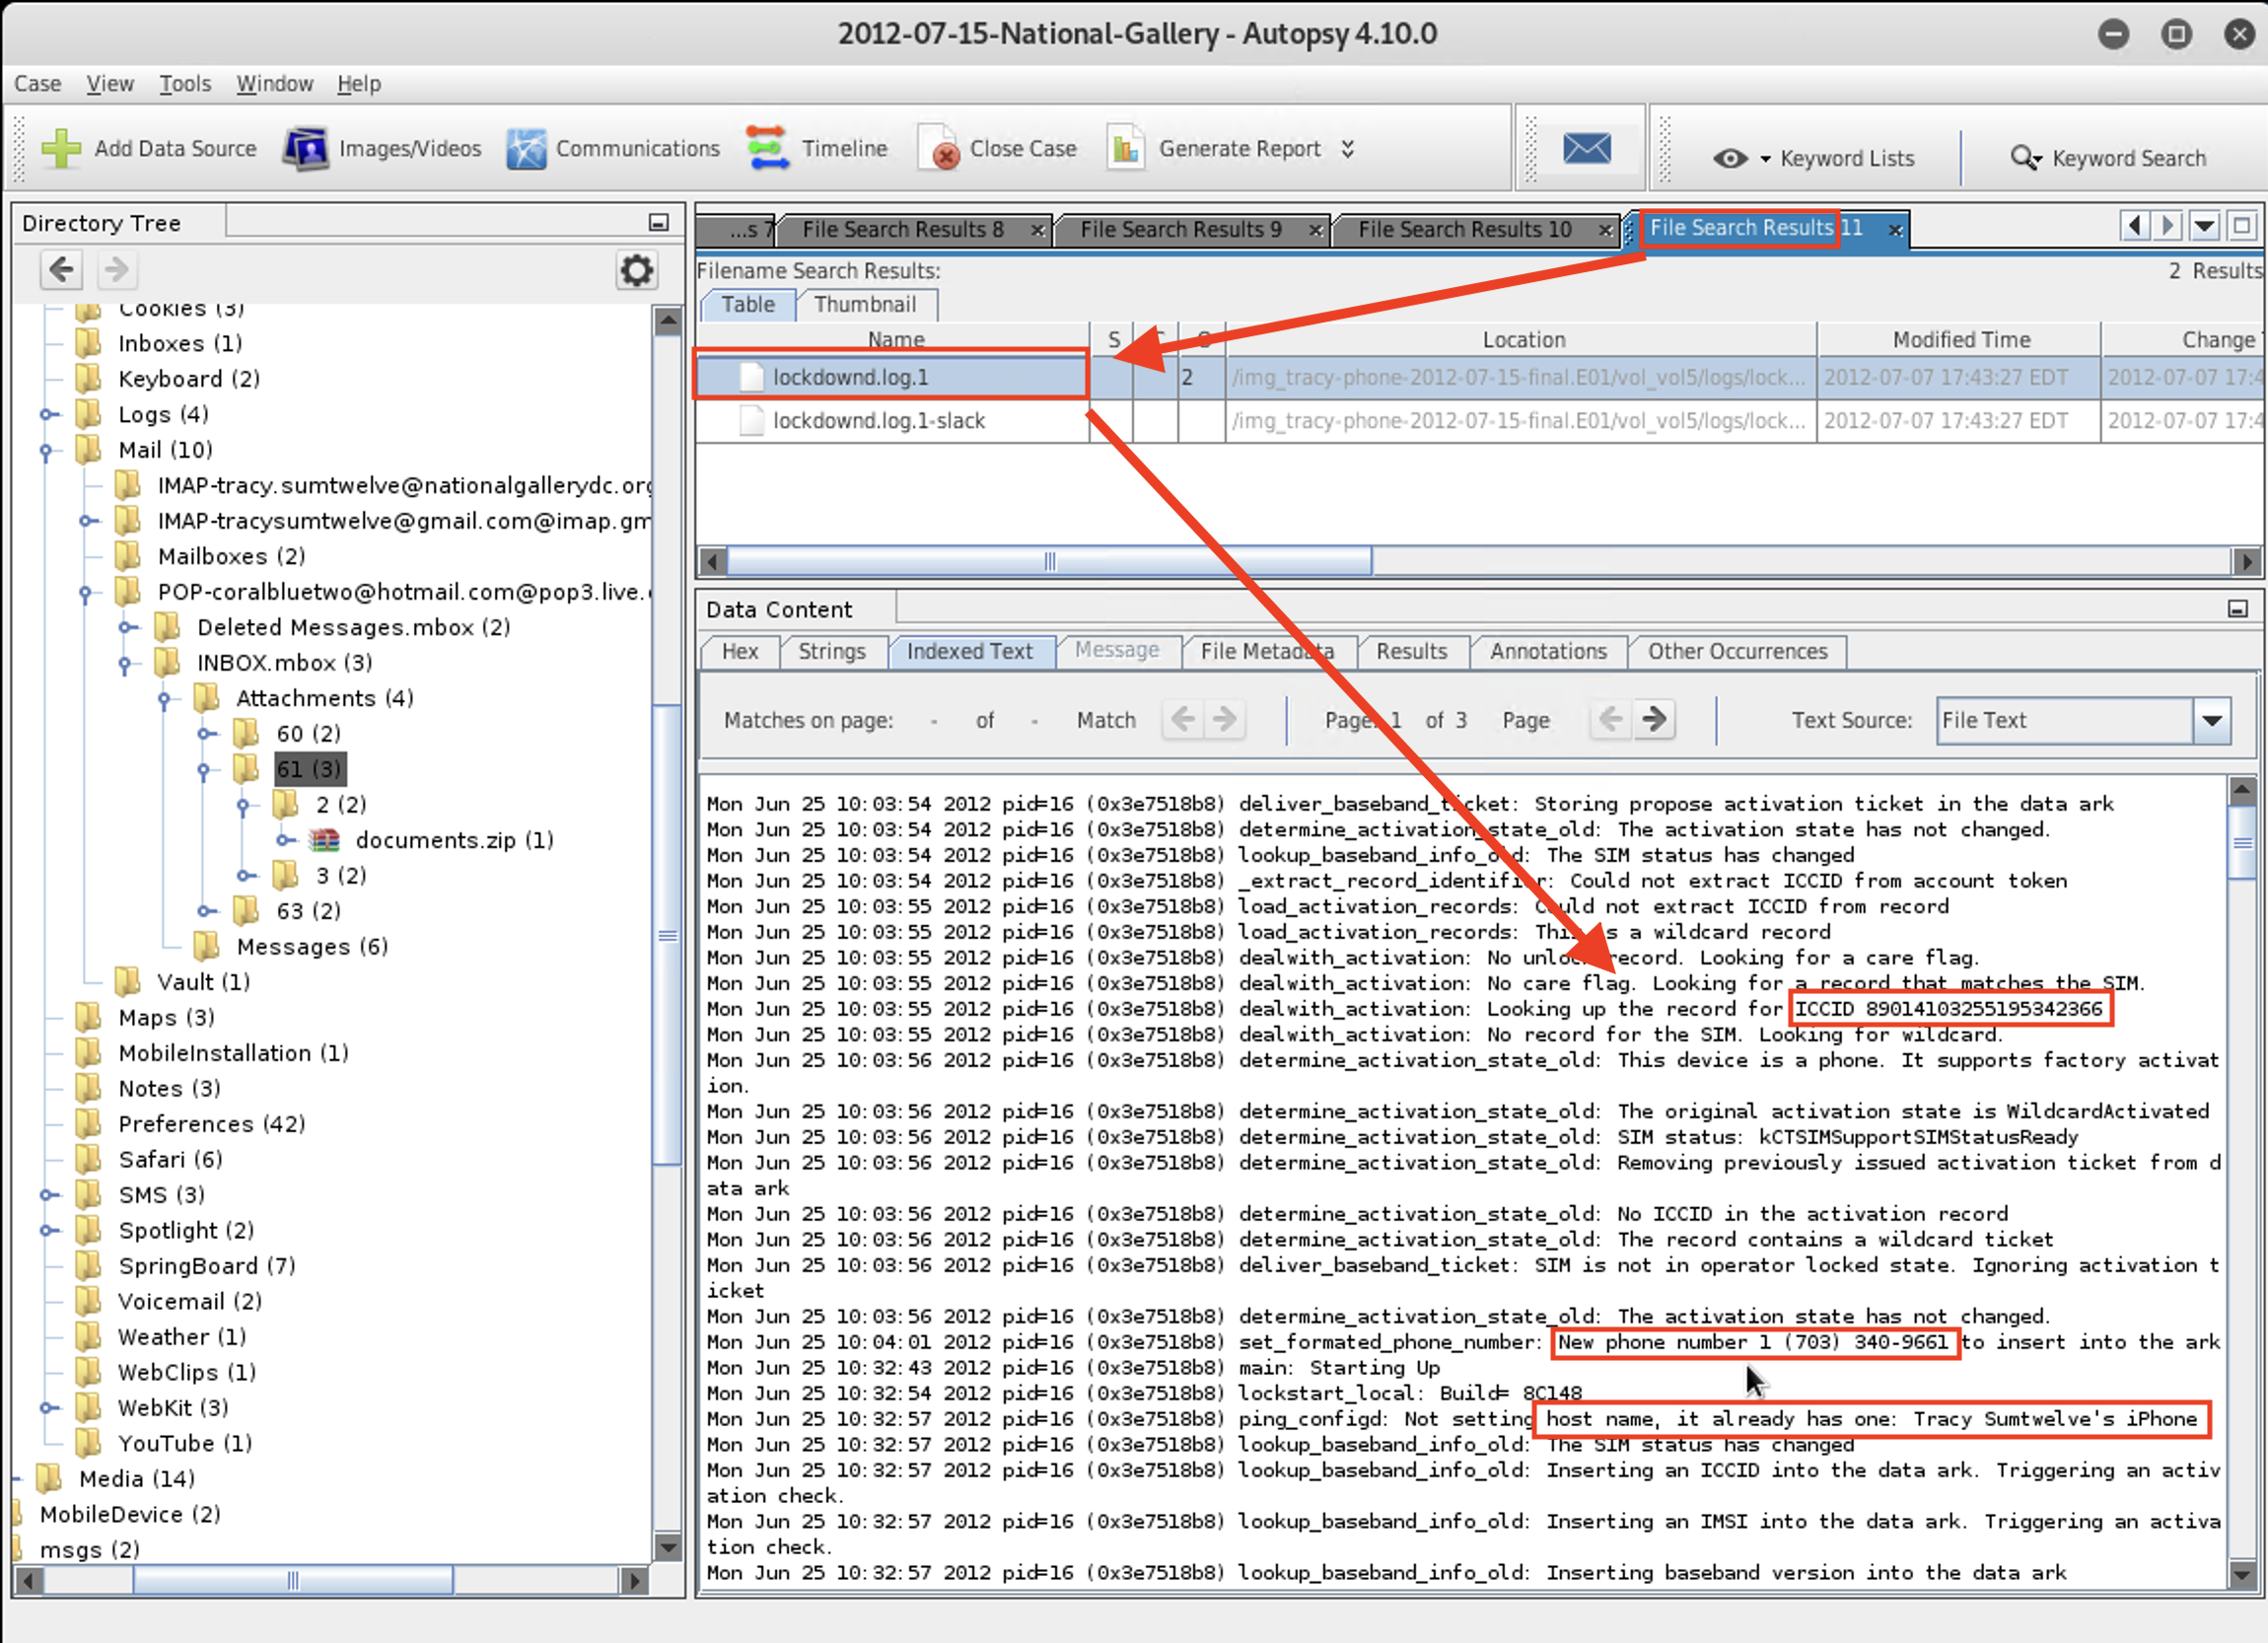 2012-07-15-National-Gallery - Autopsy 4.10.0
Case View Tools Window Help
Add Data Source Images/Videos Communications Timeline Close Case Generate Report Keyword Lists Keyword Search
Directory Tree
Cookies (3)
Inboxes (1)
Keyboard (2)
Logs (4)
Mail (10)
IMAP-tracy.sumtwelve@nationalgallerydc.org
IMAP-tracysumtwelve@gmail.com@imap.gm
Mailboxes (2)
POP-coralbluetwo@hotmail.com@pop3.live.
Deleted Messages.mbox (2)
INBOX.mbox (3)
Attachments (4)
60 (2)
61 (3)
2 (2)
documents.zip (1)
3 (2)
63 (2)
Messages (6)
Vault (1)
Maps (3)
MobileInstallation (1)
Notes (3)
Preferences (42)
Safari (6)
SMS (3)
Spotlight (2)
SpringBoard (7)
Voicemail (2)
Weather (1)
WebClips (1)
WebKit (3)
YouTube (1)
Media (14)
MobileDevice (2)
msgs (2)
...s 7 File Search Results 8 File Search Results 9 File Search Results 10 File Search Results 11
Filename Search Results:
2 Results
Table Thumbnail
Name S Location Modified Time Change
lockdownd.log.1 2 /img_tracy-phone-2012-07-15-final.E01/vol_vol5/logs/lock... 2012-07-07 17:43:27 EDT 2012-07-07 17:4
lockdownd.log.1-slack /img_tracy-phone-2012-07-15-final.E01/vol_vol5/logs/lock... 2012-07-07 17:43:27 EDT 2012-07-07 17:4
Data Content
Hex Strings Indexed Text Message File Metadata Results Annotations Other Occurrences
Matches on page: - of - Match Page: 1 of 3 Page Text Source: File Text
Mon Jun 25 10:03:54 2012 pid=16 (0x3e7518b8) deliver_baseband_ticket: Storing propose activation ticket in the data ark
Mon Jun 25 10:03:54 2012 pid=16 (0x3e7518b8) determine_activation_state_old: The activation state has not changed.
Mon Jun 25 10:03:54 2012 pid=16 (0x3e7518b8) lookup_baseband_info_old: The SIM status has changed
Mon Jun 25 10:03:54 2012 pid=16 (0x3e7518b8) _extract_record_identifier: Could not extract ICCID from account token
Mon Jun 25 10:03:55 2012 pid=16 (0x3e7518b8) load_activation_records: Could not extract ICCID from record
Mon Jun 25 10:03:55 2012 pid=16 (0x3e7518b8) load_activation_records: This is a wildcard record
Mon Jun 25 10:03:55 2012 pid=16 (0x3e7518b8) dealwith_activation: No unlock record. Looking for a care flag.
Mon Jun 25 10:03:55 2012 pid=16 (0x3e7518b8) dealwith_activation: No care flag. Looking for a record that matches the SIM.
Mon Jun 25 10:03:55 2012 pid=16 (0x3e7518b8) dealwith_activation: Looking up the record for ICCID 89014103255195342366
Mon Jun 25 10:03:55 2012 pid=16 (0x3e7518b8) dealwith_activation: No record for the SIM. Looking for wildcard.
Mon Jun 25 10:03:56 2012 pid=16 (0x3e7518b8) determine_activation_state_old: This device is a phone. It supports factory activat
ion.
Mon Jun 25 10:03:56 2012 pid=16 (0x3e7518b8) determine_activation_state_old: The original activation state is WildcardActivated
Mon Jun 25 10:03:56 2012 pid=16 (0x3e7518b8) determine_activation_state_old: SIM status: kCTSIMSupportSIMStatusReady
Mon Jun 25 10:03:56 2012 pid=16 (0x3e7518b8) determine_activation_state_old: Removing previously issued activation ticket from d
ata ark
Mon Jun 25 10:03:56 2012 pid=16 (0x3e7518b8) determine_activation_state_old: No ICCID in the activation record
Mon Jun 25 10:03:56 2012 pid=16 (0x3e7518b8) determine_activation_state_old: The record contains a wildcard ticket
Mon Jun 25 10:03:56 2012 pid=16 (0x3e7518b8) deliver_baseband_ticket: SIM is not in operator locked state. Ignoring activation t
icket
Mon Jun 25 10:03:56 2012 pid=16 (0x3e7518b8) determine_activation_state_old: The activation state has not changed.
Mon Jun 25 10:04:01 2012 pid=16 (0x3e7518b8) set_formated_phone_number: New phone number 1 (703) 340-9661 to insert into the ark
Mon Jun 25 10:32:43 2012 pid=16 (0x3e7518b8) main: Starting Up
Mon Jun 25 10:32:54 2012 pid=16 (0x3e7518b8) lockstart_local: Build= 8C148
Mon Jun 25 10:32:57 2012 pid=16 (0x3e7518b8) ping_configd: Not setting host name, it already has one: Tracy Sumtwelve's iPhone
Mon Jun 25 10:32:57 2012 pid=16 (0x3e7518b8) lookup_baseband_info_old: The SIM status has changed
Mon Jun 25 10:32:57 2012 pid=16 (0x3e7518b8) lookup_baseband_info_old: Inserting an ICCID into the data ark. Triggering an activ
ation check.
Mon Jun 25 10:32:57 2012 pid=16 (0x3e7518b8) lookup_baseband_info_old: Inserting an IMSI into the data ark. Triggering an activa
tion check.
Mon Jun 25 10:32:57 2012 pid=16 (0x3e7518b8) lookup_baseband_info_old: Inserting baseband version into the data ark